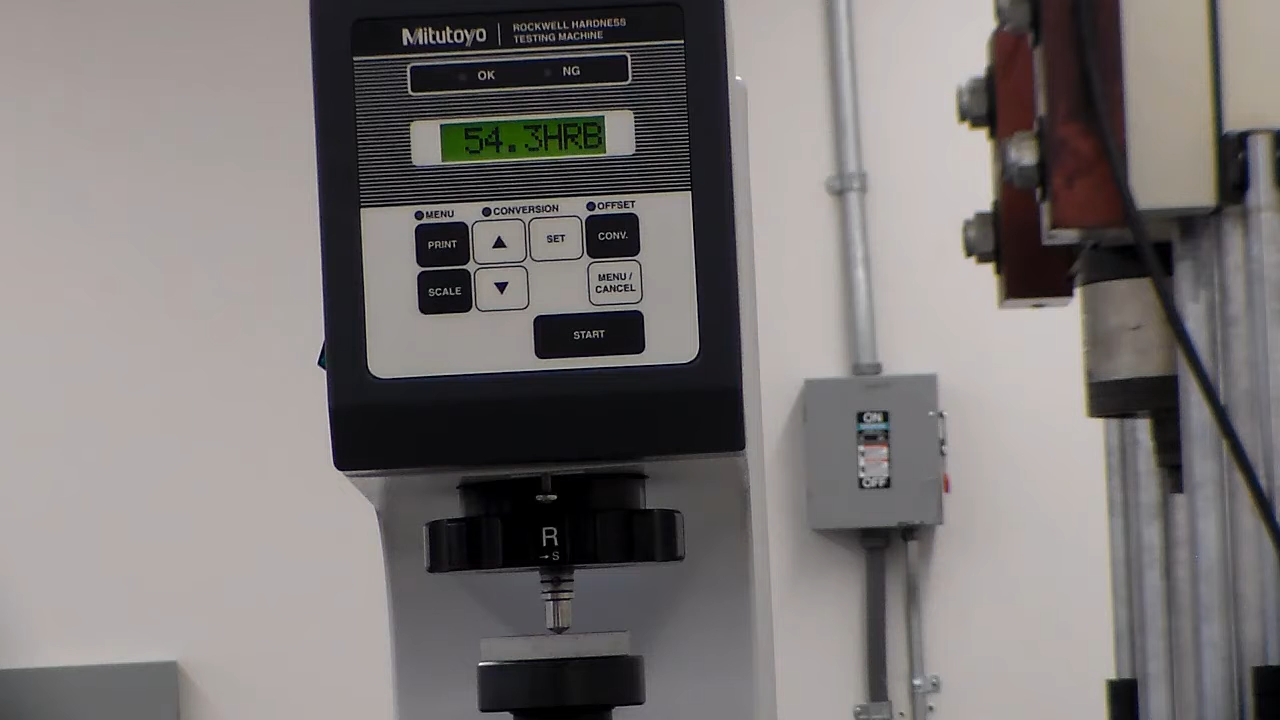 Mitutoyo
ROCKWELL HARDNESS
TESTING MACHINE
OK NG
54.3HRB
MENU CONVERSION OFFSET
PRINT ▲ SET CONV.
SCALE ▼ MENU /
CANCEL
START
ON
OFF
R
→S